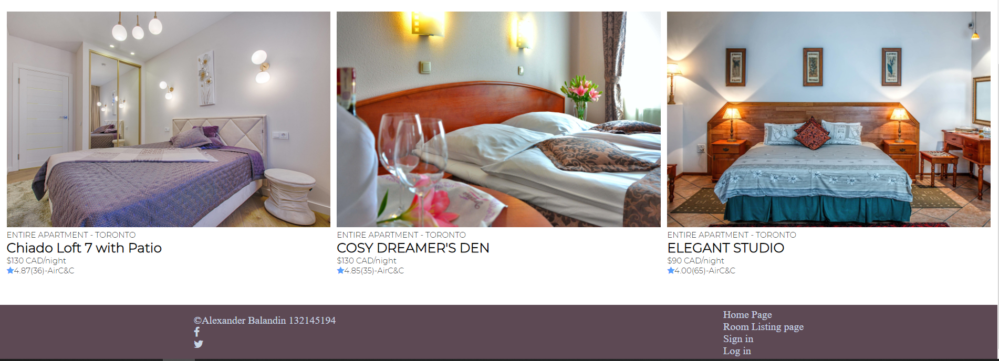 ENTIRE APARTMENT - TORONTO
Chiado Loft 7 with Patio
$130 CAD/night
4.87(36)-AirC&C
ENTIRE APARTMENT - TORONTO
COSY DREAMER'S DEN
$130 CAD/night
4.85(35)-AirC&C
ENTIRE APARTMENT - TORONTO
ELEGANT STUDIO
$90 CAD/night
4.00(65)-AirC&C
©Alexander Balandin 132145194
Home Page
Room Listing page
Sign in
Log in